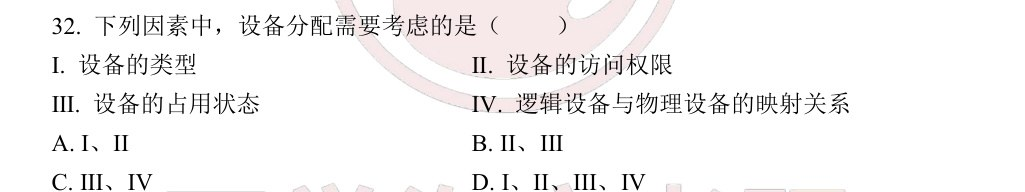 32. 下列因素中，设备分配需要考虑的是（　　）
I. 设备的类型　　II. 设备的访问权限
III. 设备的占用状态　　IV. 逻辑设备与物理设备的映射关系
A. I、II　　B. II、III
C. III、IV　　D. I、II、III、IV